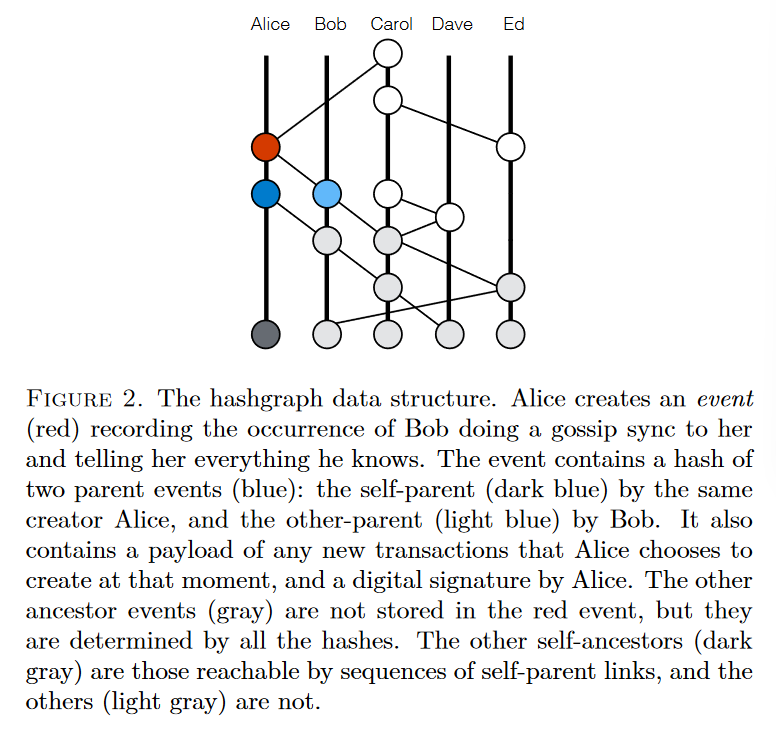 Alice Bob Carol Dave Ed
FIGURE 2. The hashgraph data structure. Alice creates an event
(red) recording the occurrence of Bob doing a gossip sync to her
and telling her everything he knows. The event contains a hash of
two parent events (blue): the self-parent (dark blue) by the same
creator Alice, and the other-parent (light blue) by Bob. It also
contains a payload of any new transactions that Alice chooses to
create at that moment, and a digital signature by Alice. The other
ancestor events (gray) are not stored in the red event, but they
are determined by all the hashes. The other self-ancestors (dark
gray) are those reachable by sequences of self-parent links, and the
others (light gray) are not.